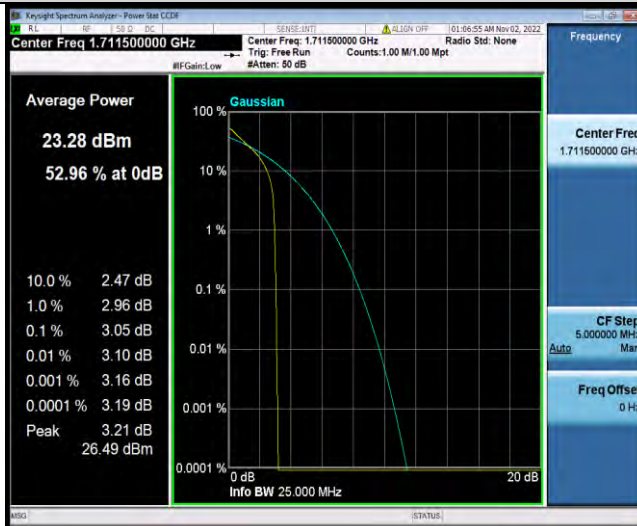 Keysight Spectrum Analyzer - Power Stat CCDF
RL RF 50 Ω DC SENSE:INT ALIGN OFF 01:06:55 AM Nov 02, 2022
Center Freq 1.711500000 GHz
Center Freq: 1.711500000 GHz Radio Std: None
Trig: Free Run Counts:1.00 M/1.00 Mpt
#IFGain:Low #Atten: 50 dB
Frequency
Average Power
23.28 dBm
52.96 % at 0dB
10.0 % 2.47 dB
1.0 % 2.96 dB
0.1 % 3.05 dB
0.01 % 3.10 dB
0.001 % 3.16 dB
0.0001 % 3.19 dB
Peak 3.21 dB
26.49 dBm
Gaussian
100 %
10 %
1 %
0.1 %
0.01 %
0.001 %
0.0001 %
0 dB 20 dB
Info BW 25.000 MHz
Center Freq
1.711500000 GHz
CF Step
5.000000 MHz
Auto Man
Freq Offse
0 Hz
MSG STATUS